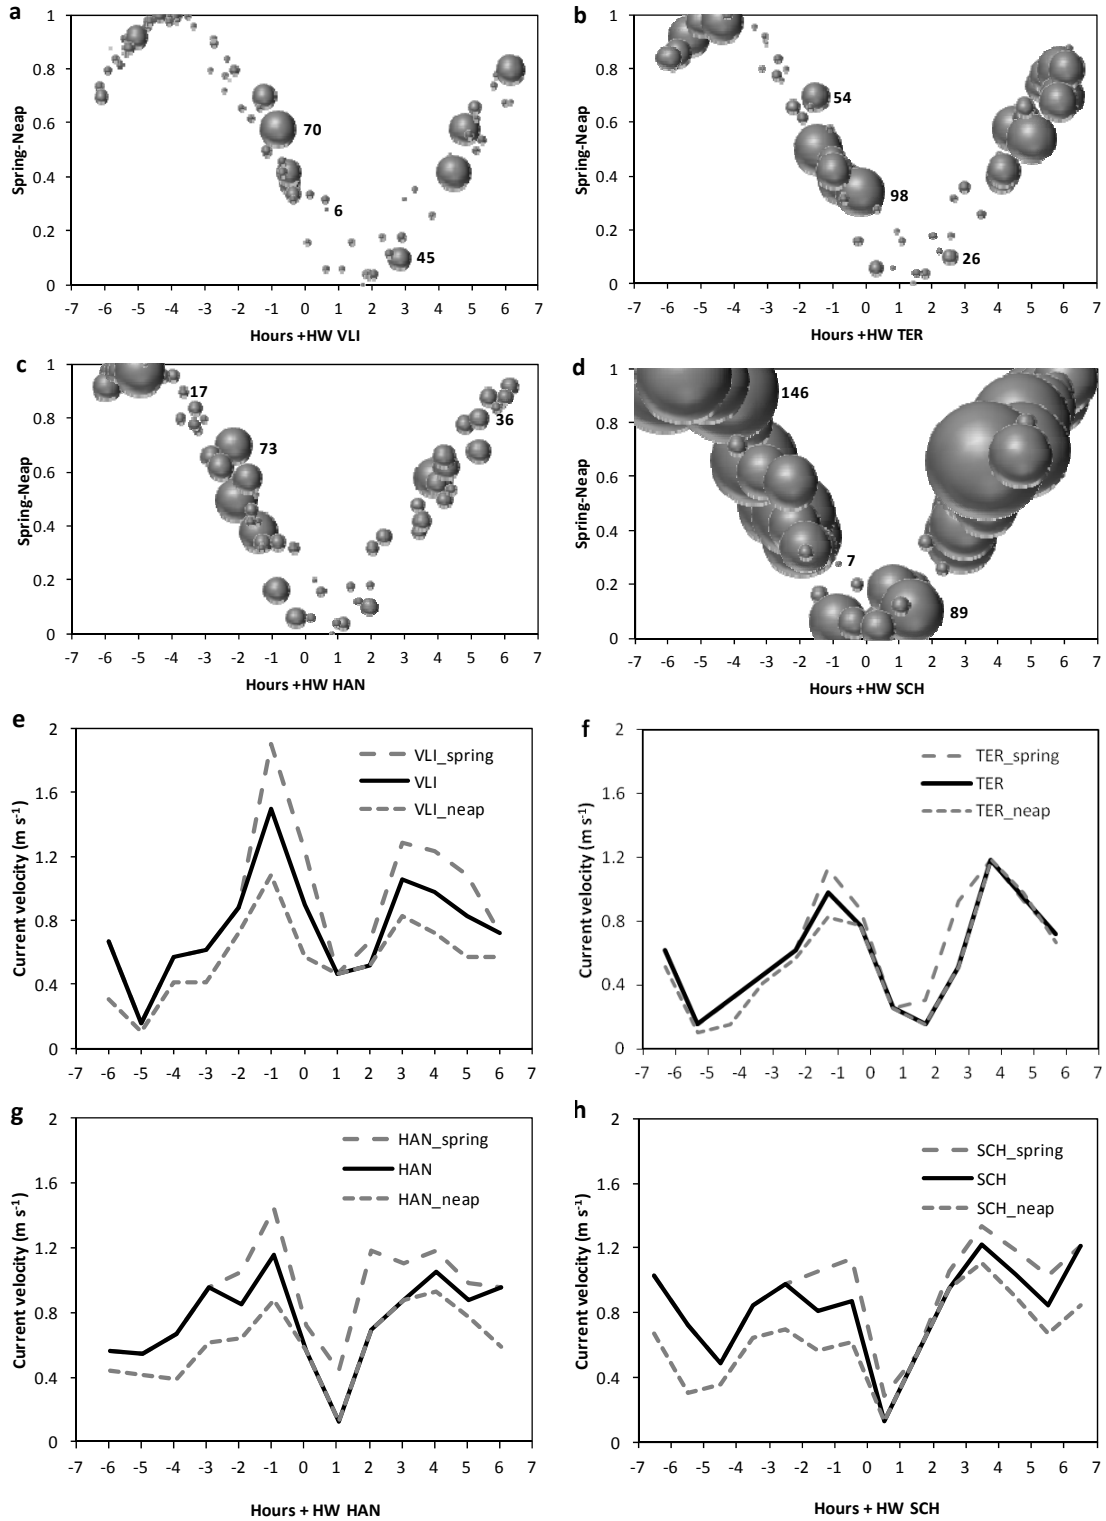 a
1
0.8
0.6
0.4
0.2
0
Spring-Neap
70
6
45
-7 -6 -5 -4 -3 -2 -1 0 1 2 3 4 5 6 7
Hours +HW VLI
b
1
0.8
0.6
0.4
0.2
0
Spring-Neap
54
98
26
-7 -6 -5 -4 -3 -2 -1 0 1 2 3 4 5 6 7
Hours +HW TER
c
1
0.8
0.6
0.4
0.2
0
Spring-Neap
17
73
36
-7 -6 -5 -4 -3 -2 -1 0 1 2 3 4 5 6 7
Hours +HW HAN
d
1
0.8
0.6
0.4
0.2
0
Spring-Neap
146
7
89
-7 -6 -5 -4 -3 -2 -1 0 1 2 3 4 5 6 7
Hours +HW SCH
e
2
1.6
1.2
0.8
0.4
0
Current velocity (m s-1)
VLI_spring
VLI
VLI_neap
-7 -6 -5 -4 -3 -2 -1 0 1 2 3 4 5 6 7
f
2
1.6
1.2
0.8
0.4
0
Current velocity (m s-1)
TER_spring
TER
TER_neap
-7 -6 -5 -4 -3 -2 -1 0 1 2 3 4 5 6 7
g
2
1.6
1.2
0.8
0.4
0
Current velocity (m s-1)
HAN_spring
HAN
HAN_neap
-7 -6 -5 -4 -3 -2 -1 0 1 2 3 4 5 6 7
Hours + HW HAN
h
2
1.6
1.2
0.8
0.4
0
Current velocity (m s-1)
SCH_spring
SCH
SCH_neap
-7 -6 -5 -4 -3 -2 -1 0 1 2 3 4 5 6 7
Hours + HW SCH